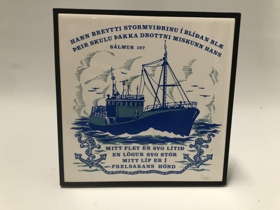 HANN BREYTTI STORMVIÐRINU Í BLÍÐAN BLÆ
ÞEIR SKULU ÞAKKA DROTTNI MISKUNN HANS
SÁLMUR 107
MITT FLEY ER SVO LÍTIÐ
EN LÖGUR SVO STÓR
MITT LÍF ER Í
FRELSARANS HÖND